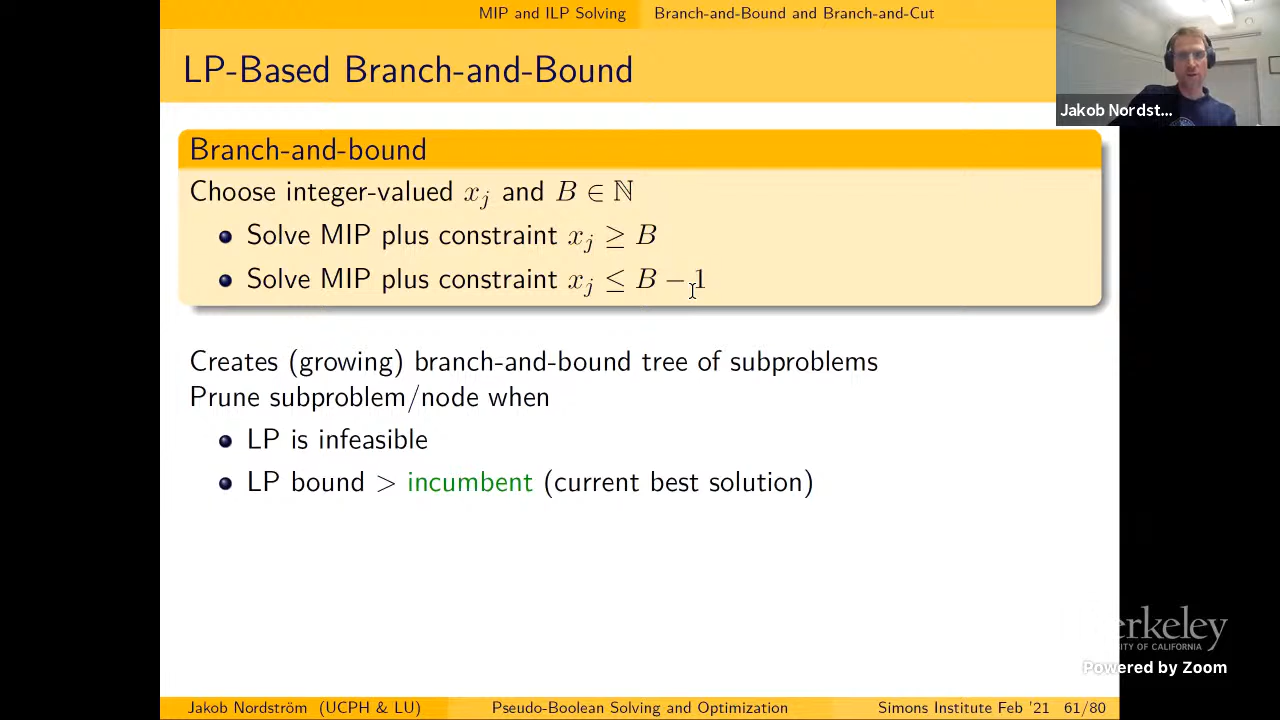 MIP and ILP Solving Branch-and-Bound and Branch-and-Cut
LP-Based Branch-and-Bound
Jakob Nordst...
Branch-and-bound
Choose integer-valued x_j and B ∈ ℕ
Solve MIP plus constraint x_j ≥ B
Solve MIP plus constraint x_j ≤ B − 1
Creates (growing) branch-and-bound tree of subproblems
Prune subproblem/node when
LP is infeasible
LP bound > incumbent (current best solution)
Powered by Zoom
Jakob Nordström (UCPH & LU) Pseudo-Boolean Solving and Optimization Simons Institute Feb '21 61/80